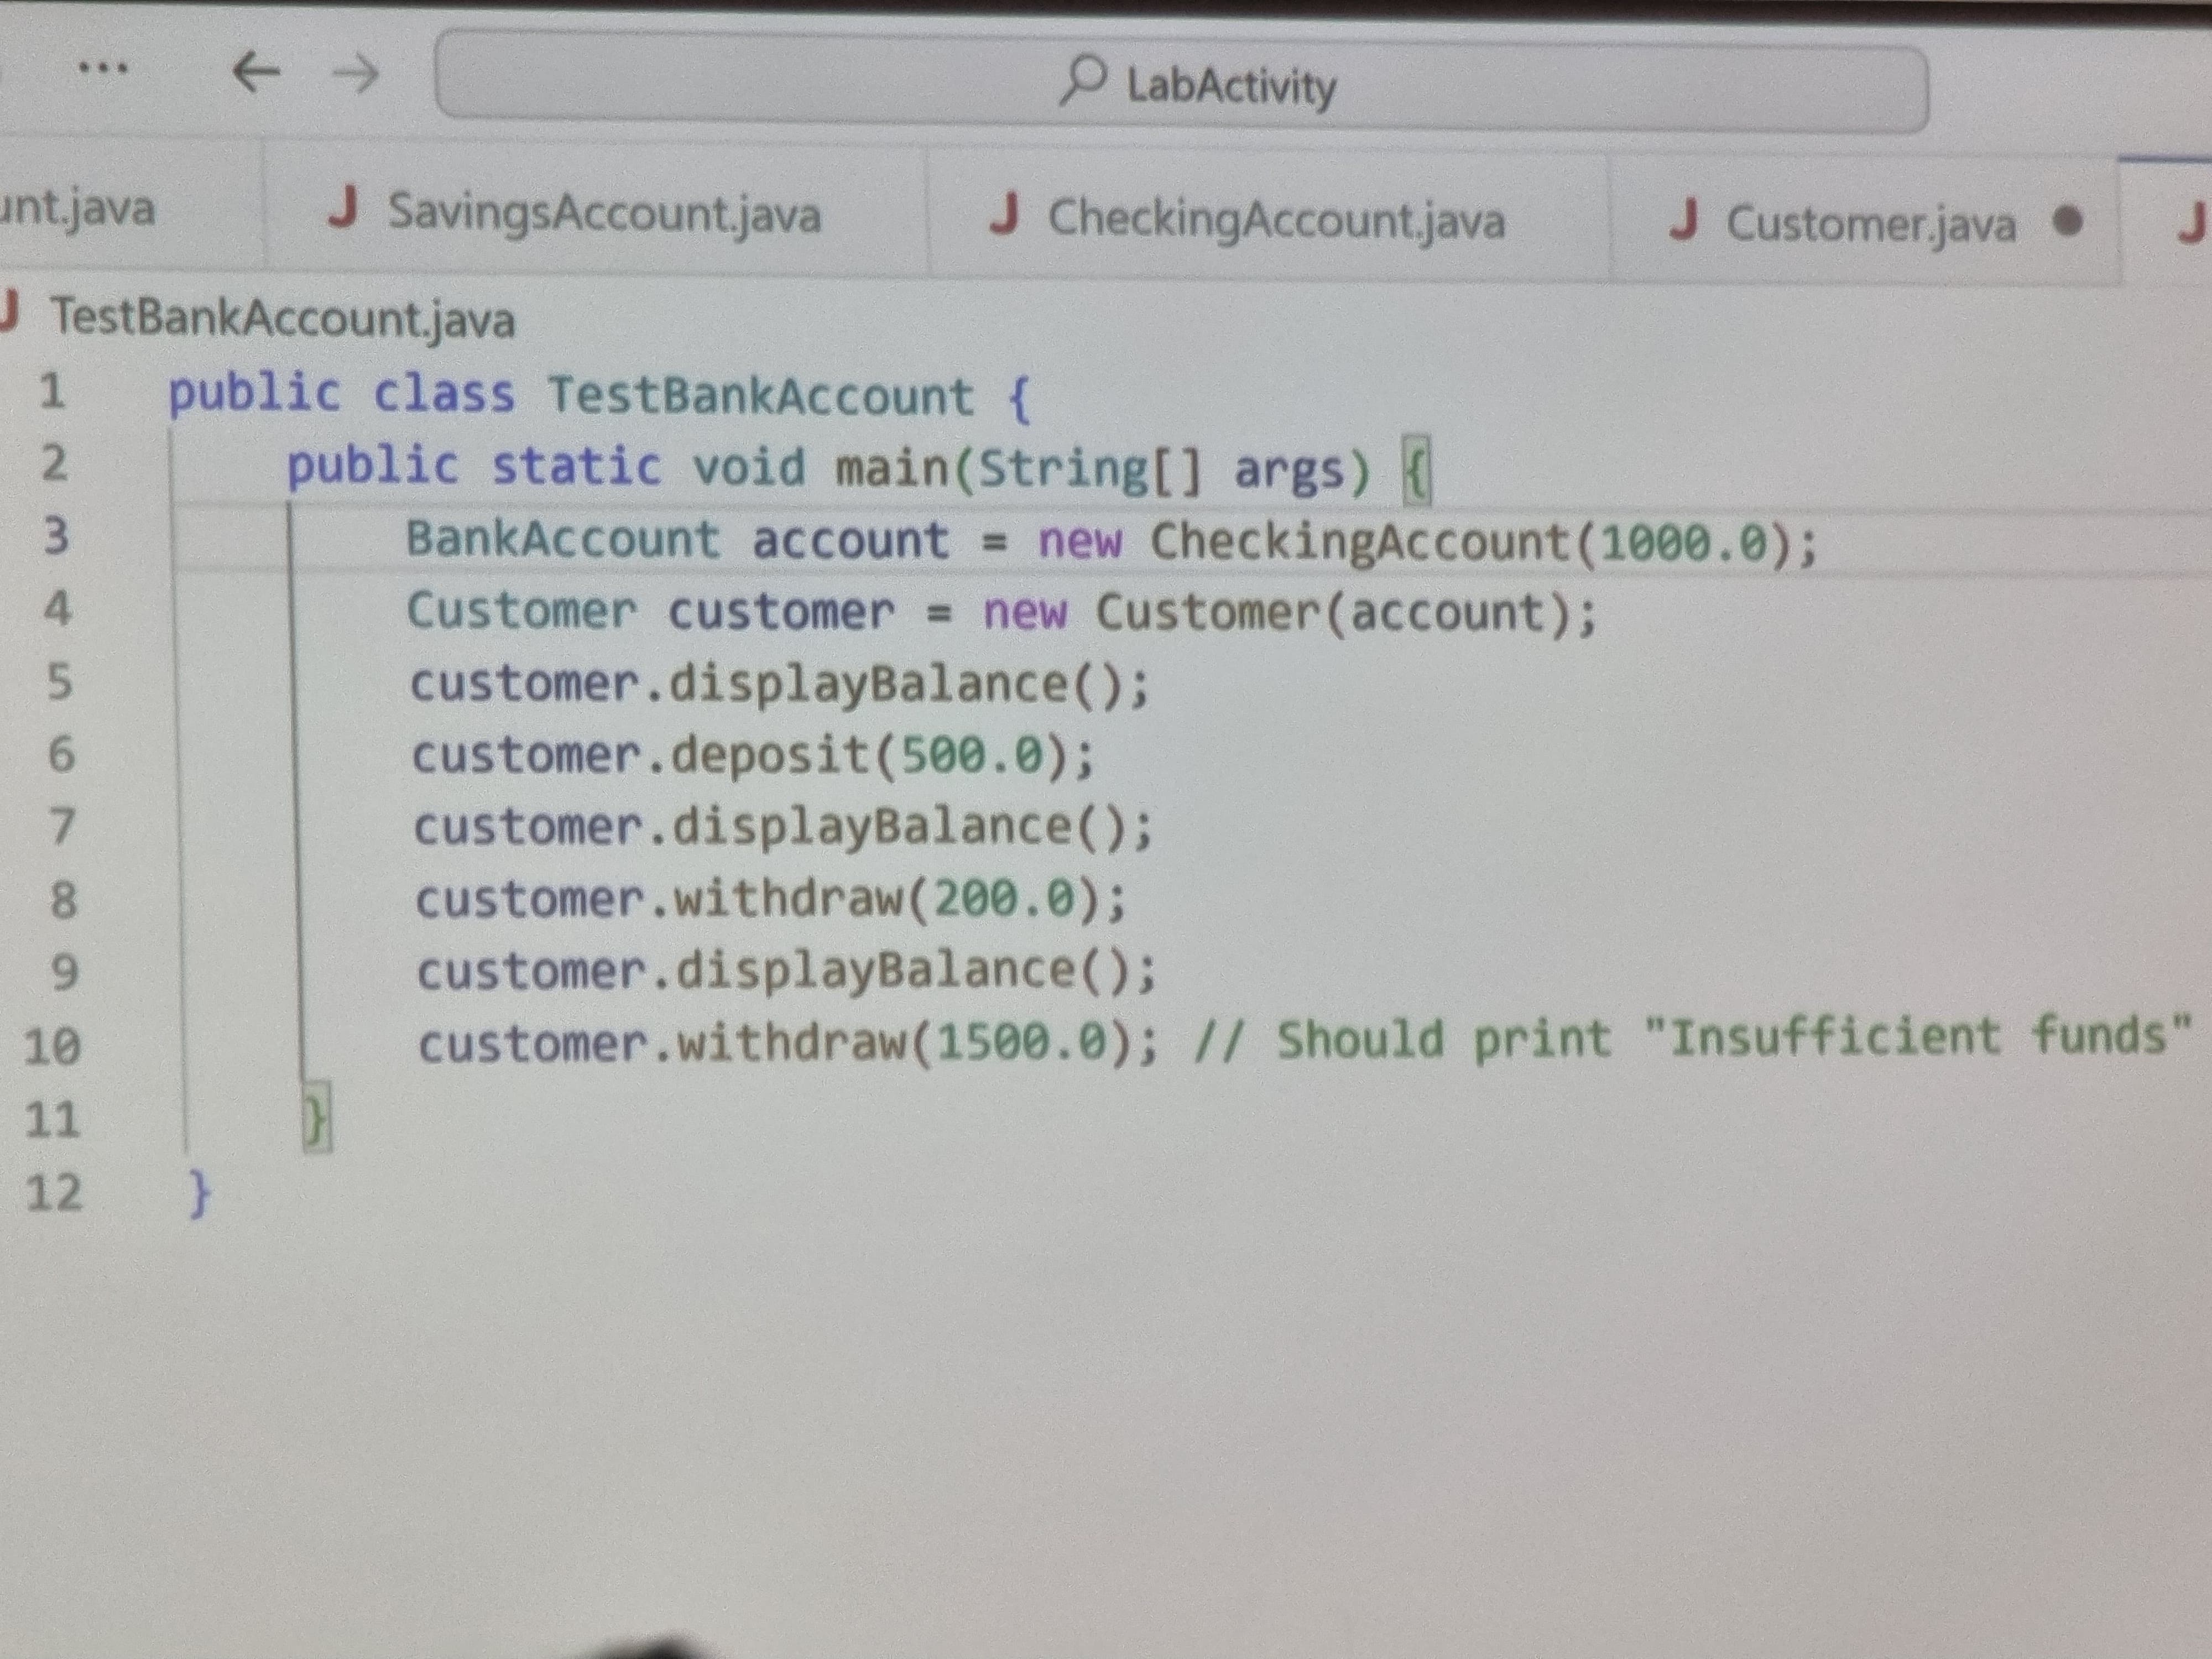 LabActivity
unt.java SavingsAccount.java CheckingAccount.java Customer.java
TestBankAccount.java
1 public class TestBankAccount {
2 public static void main(String[] args) {
3 BankAccount account = new CheckingAccount(1000.0);
4 Customer customer = new Customer(account);
5 customer.displayBalance();
6 customer.deposit(500.0);
7 customer.displayBalance();
8 customer.withdraw(200.0);
9 customer.displayBalance();
10 customer.withdraw(1500.0); // Should print "Insufficient funds"
11 }
12 }